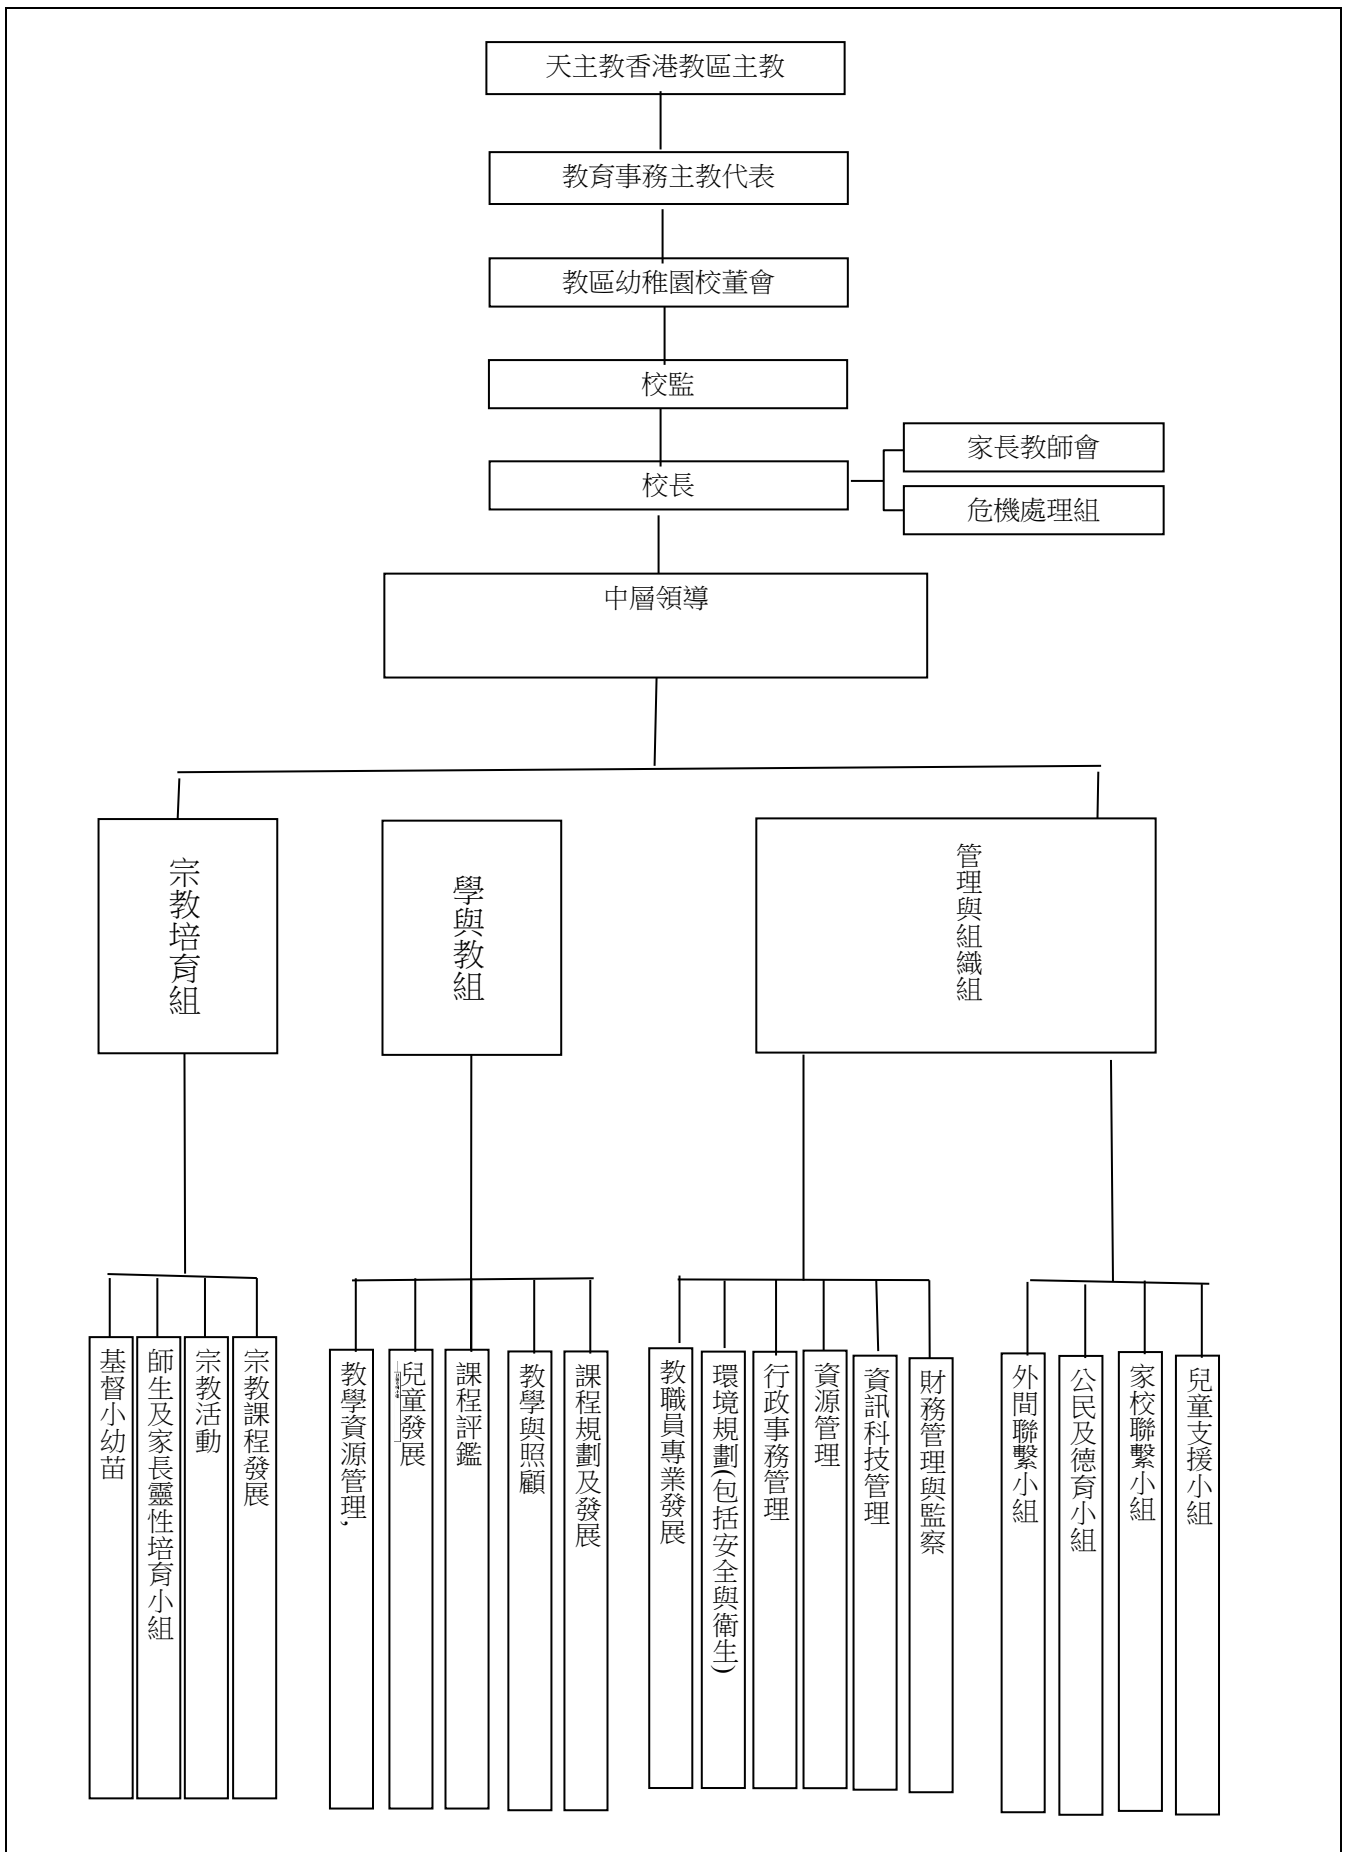 天主教香港教區主教
教育事務主教代表
教區幼稚園校董會
校監
校長
家長教師會
危機處理組
中層領導
宗教培育組
學與教組
管理與組織組
基督小幼苗
師生及家長靈性培育小組
宗教活動
宗教課程發展
教學資源管理,
兒童發展
課程評鑑
教學與照顧
課程規劃及發展
教職員專業發展
環境規劃(包括安全與衛生)
行政事務管理
資源管理
資訊科技管理
財務管理與監察
外間聯繫小組
公民及德育小組
家校聯繫小組
兒童支援小組